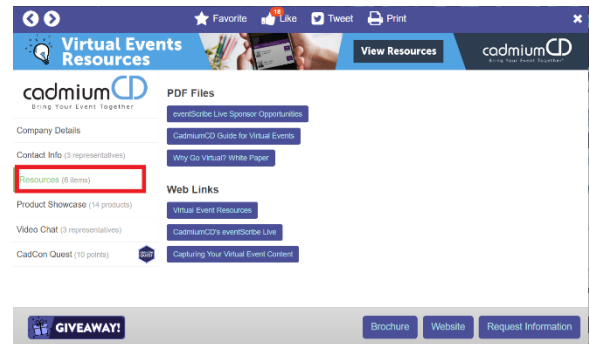 Favorite
18
Like
Tweet
Print
Virtual Events
Resources
View Resources
cadmiumCD
Bring Your Event Together®
cadmiumCD
Bring Your Event Together
Company Details
Contact Info (3 representatives)
Resources (6 items)
Product Showcase (14 products)
Video Chat (3 representatives)
CadCon Quest (10 points)
PDF Files
eventScribe Live Sponsor Opportunities
CadmiumCD Guide for Virtual Events
Why Go Virtual? White Paper
Web Links
Virtual Event Resources
CadmiumCD's eventScribe Live
Capturing Your Virtual Event Content
GIVEAWAY!
Brochure
Website
Request Information